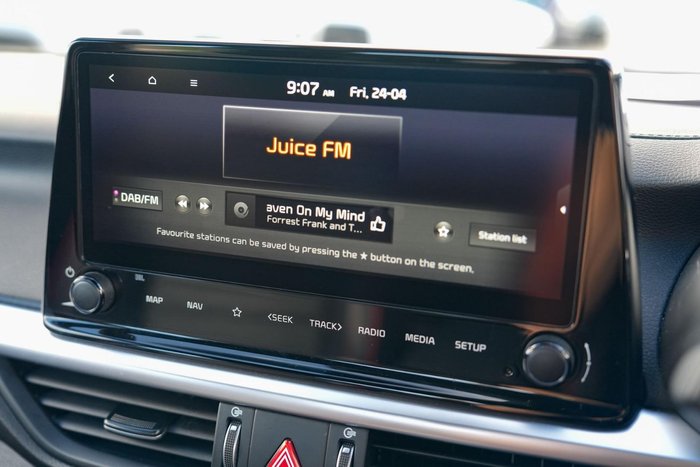 9:07 AM Fri, 24-04
Juice FM
DAB/FM
aven On My Mind
Forrest Frank and T...
Station list
Favourite stations can be saved by pressing the ★ button on the screen.
JBL
MAP NAV ☆ <SEEK TRACK> RADIO MEDIA SETUP